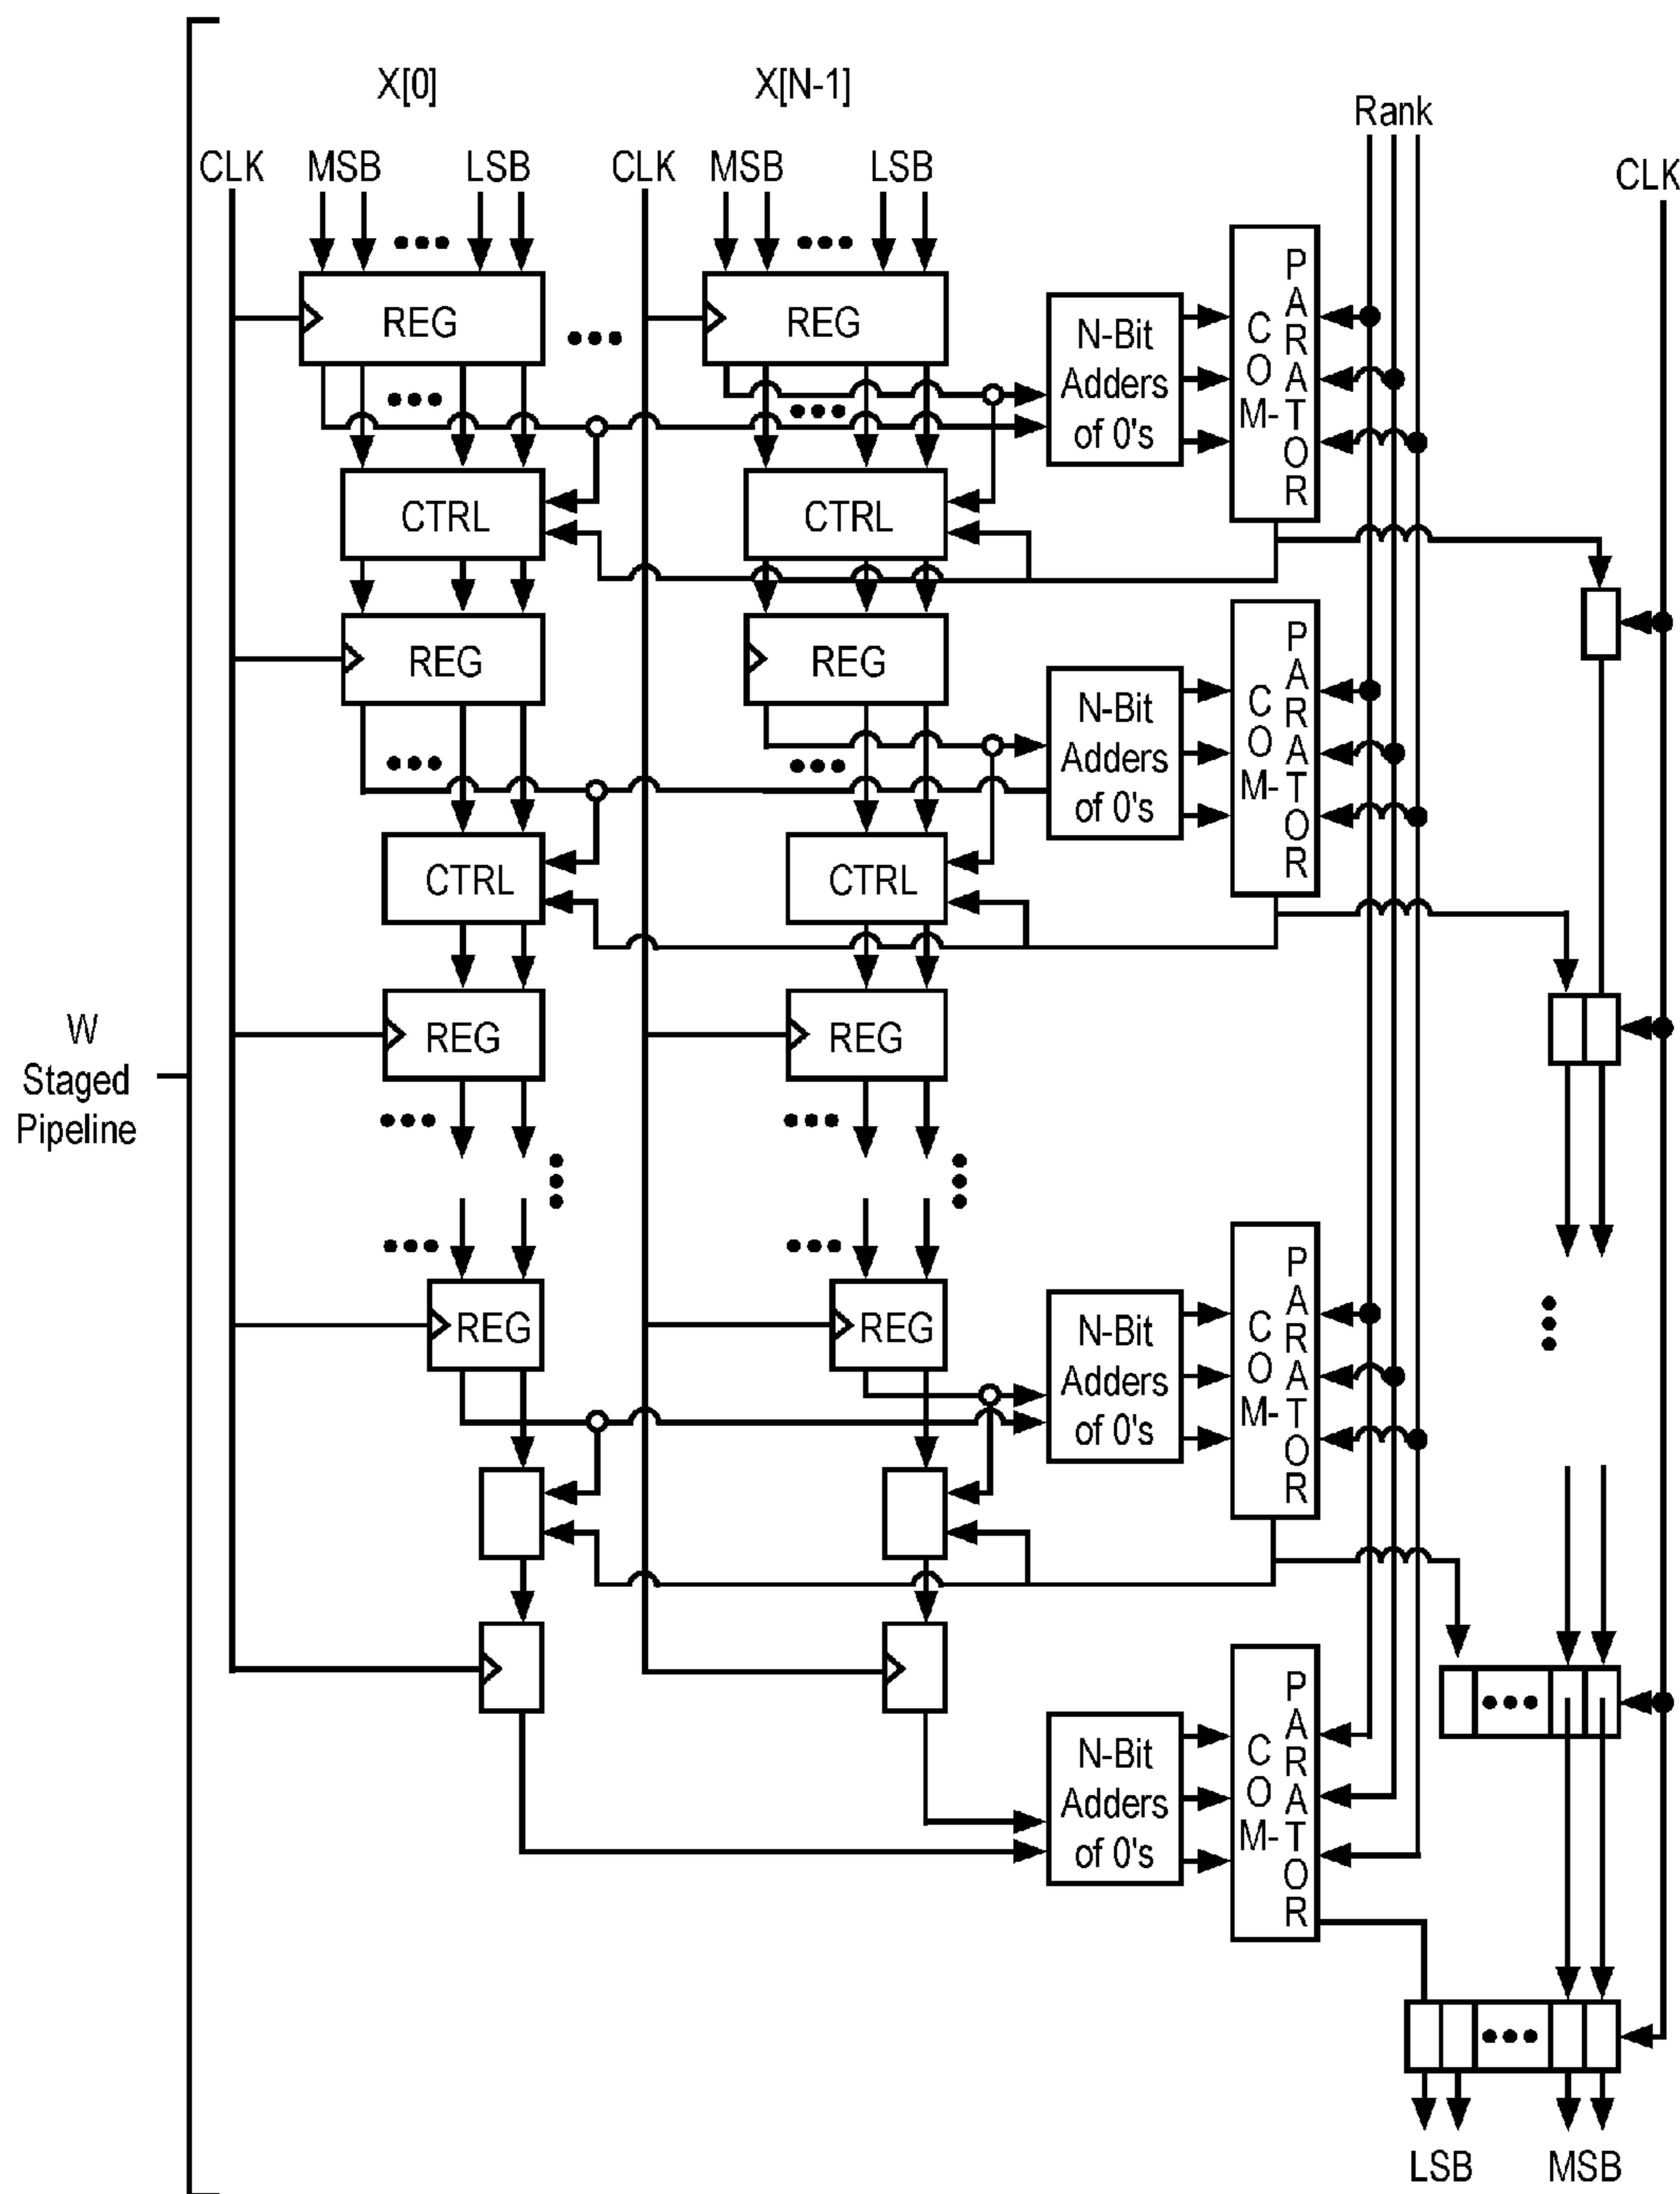 X[0]
X[N-1]
Rank
CLK
MSB
LSB
CLK
MSB
LSB
CLK
REG
REG
N-Bit
Adders
of 0's
COM-
PARATOR
CTRL
CTRL
REG
REG
N-Bit
Adders
of 0's
COM-
PARATOR
CTRL
CTRL
REG
REG
W
Staged
Pipeline
REG
REG
N-Bit
Adders
of 0's
COM-
PARATOR
N-Bit
Adders
of 0's
COM-
PARATOR
LSB
MSB